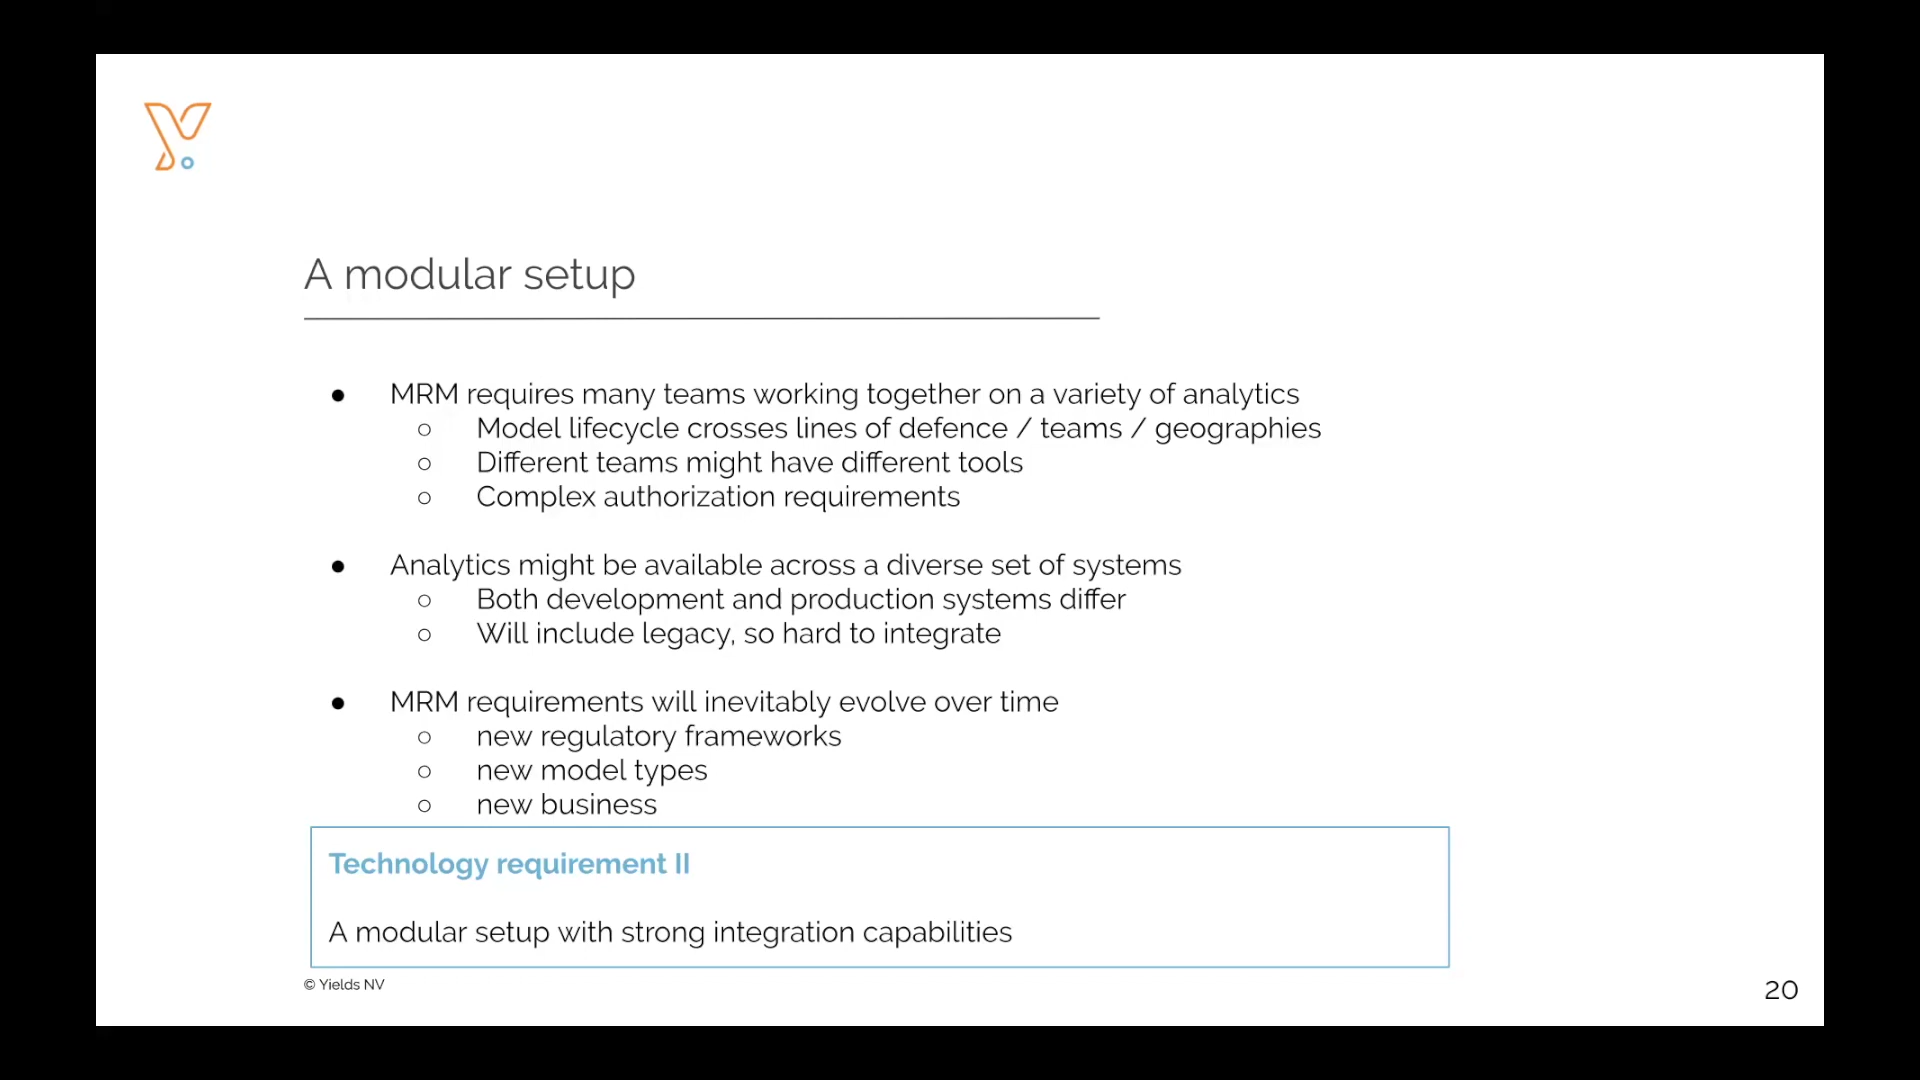 A modular setup
● MRM requires many teams working together on a variety of analytics
○ Model lifecycle crosses lines of defence / teams / geographies
○ Different teams might have different tools
○ Complex authorization requirements
● Analytics might be available across a diverse set of systems
○ Both development and production systems differ
○ Will include legacy, so hard to integrate
● MRM requirements will inevitably evolve over time
○ new regulatory frameworks
○ new model types
○ new business
Technology requirement II
A modular setup with strong integration capabilities
© Yields NV
20